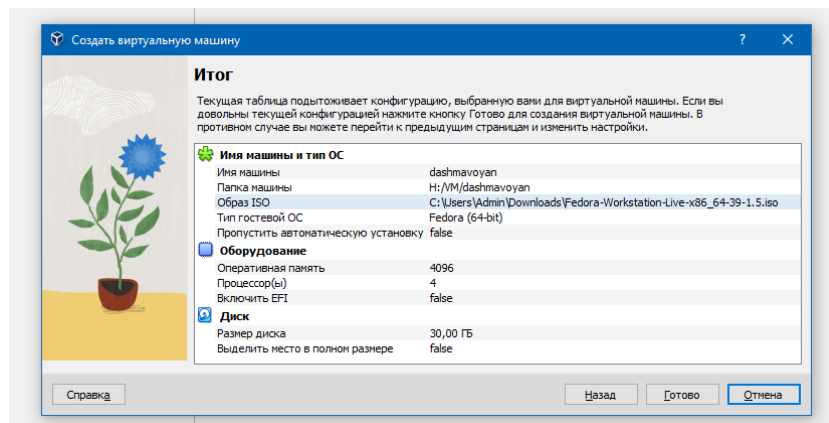 Создать виртуальную машину
Итог
Текущая таблица подытоживает конфигурацию, выбранную вами для виртуальной машины. Если вы
довольны текущей конфигурацией нажмите кнопку Готово для создания виртуальной машины. В
противном случае вы можете перейти к предыдущим страницам и изменить настройки.
Имя машины и тип ОС
Имя машины dashmavoyan
Папка машины H:/VM/dashmavoyan
Образ ISO C:\Users\Admin\Downloads\Fedora-Workstation-Live-x86_64-39-1.5.iso
Тип гостевой ОС Fedora (64-bit)
Пропустить автоматическую установку false
Оборудование
Оперативная память 4096
Процессор(ы) 4
Включить EFI false
Диск
Размер диска 30,00 ГБ
Выделить место в полном размере false
Справка Назад Готово Отмена